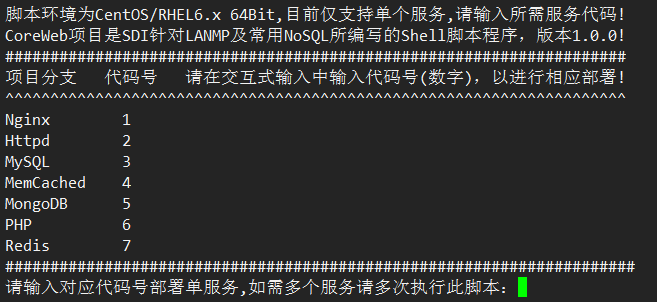 脚本环境为CentOS/RHEL6.x 64Bit,目前仅支持单个服务,请输入所需服务代码!
CoreWeb项目是SDI针对LANMP及常用NoSQL所编写的Shell脚本程序，版本1.0.0!
######################################################################
项目分支   代码号   请在交互式输入中输入代码号(数字)，以进行相应部署!
^^^^^^^^^^^^^^^^^^^^^^^^^^^^^^^^^^^^^^^^^^^^^^^^^^^^^^^^^^^^^^^^^^^^^^
Nginx        1
Httpd        2
MySQL        3
MemCached    4
MongoDB      5
PHP          6
Redis        7
#######################################################################
请输入对应代码号部署单服务,如需多个服务请多次执行此脚本: